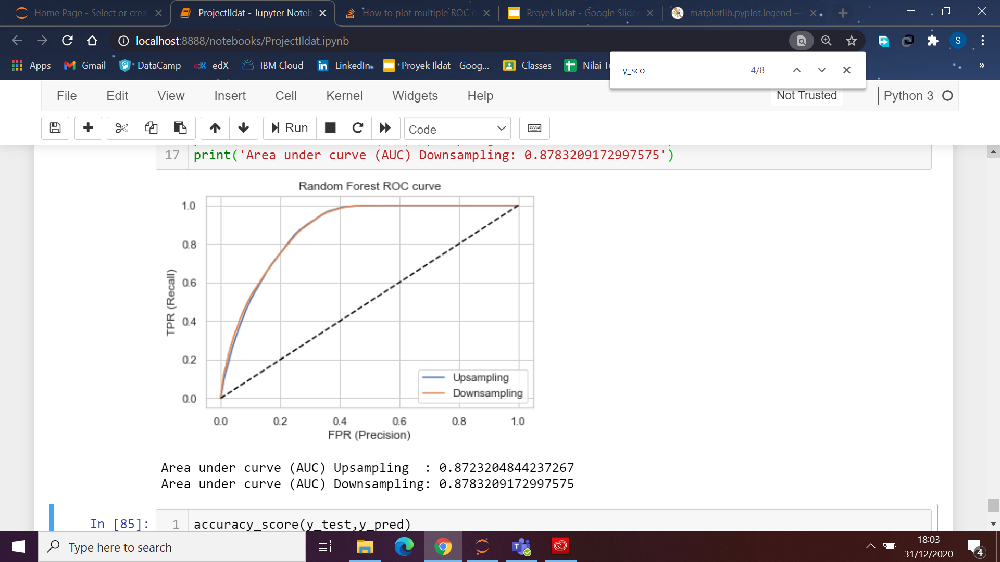 Home Page - Select or crea
ProjectIldat - Jupyter Noteb
How to plot multiple ROC c
Proyek Ildat - Google Slides
matplotlib.pyplot.legend —
localhost:8888/notebooks/ProjectIldat.ipynb
S
Apps
Gmail
DataCamp
edX
IBM Cloud
LinkedIn
Proyek Ildat - Goog...
Classes
Nilai T
»
y_sco
4/8
File
Edit
View
Insert
Cell
Kernel
Widgets
Help
Not Trusted
Python 3
Run
Code
17 print('Area under curve (AUC) Downsampling: 0.8783209172997575')
Random Forest ROC curve
1.0
0.8
0.6
0.4
0.2
0.0
TPR (Recall)
Upsampling
Downsampling
0.0 0.2 0.4 0.6 0.8 1.0
FPR (Precision)
Area under curve (AUC) Upsampling  : 0.8723204844237267
Area under curve (AUC) Downsampling: 0.8783209172997575
In [85]: 1 accuracy_score(y_test,y_pred)
Type here to search
18:03
31/12/2020
4